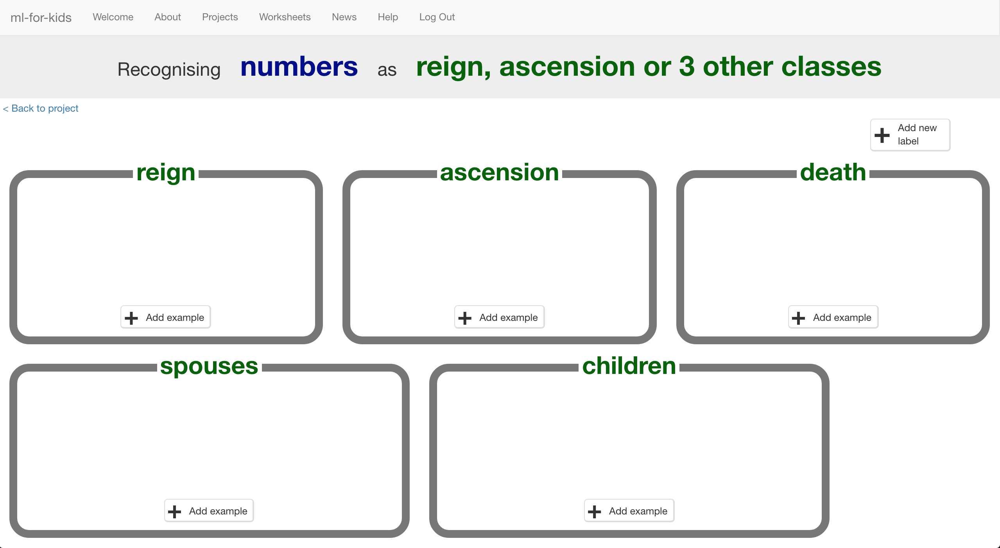 ml-for-kids Welcome About Projects Worksheets News Help Log Out
Recognising numbers as reign, ascension or 3 other classes
< Back to project
+ Add new
label
reign ascension death
+ Add example + Add example + Add example
spouses children
+ Add example + Add example